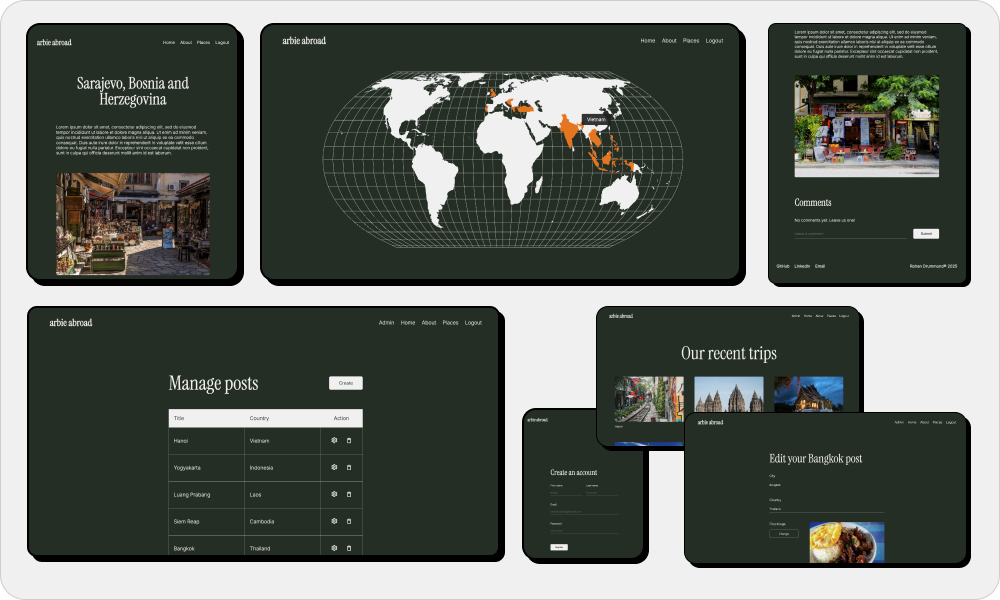 arbie abroad
Home About Places Logout
Sarajevo, Bosnia and
Herzegovina
Lorem ipsum dolor sit amet, consectetur adipiscing elit, sed do eiusmod
tempor incididunt ut labore et dolore magna aliqua. Ut enim ad minim veniam,
quis nostrud exercitation ullamco laboris nisi ut aliquip ex ea commodo
consequat. Duis aute irure dolor in reprehenderit in voluptate velit esse cillum
dolore eu fugiat nulla pariatur. Excepteur sint occaecat cupidatat non proident,
sunt in culpa qui officia deserunt mollit anim id est laborum.
arbie abroad
Home About Places Logout
Vietnam
Lorem ipsum dolor sit amet, consectetur adipiscing elit, sed do eiusmod
tempor incididunt ut labore et dolore magna aliqua. Ut enim ad minim veniam,
quis nostrud exercitation ullamco laboris nisi ut aliquip ex ea commodo
consequat. Duis aute irure dolor in reprehenderit in voluptate velit esse cillum
dolore eu fugiat nulla pariatur. Excepteur sint occaecat cupidatat non proident,
sunt in culpa qui officia deserunt mollit anim id est laborum.
Comments
No comments yet. Leave us one!
Leave a comment
Submit
GitHub LinkedIn Email
Rohan Drummond® 2025
arbie abroad
Admin Home About Places Logout
Manage posts
Create
Title Country Action
Hanoi Vietnam
Yogyakarta Indonesia
Luang Prabang Laos
Siem Reap Cambodia
Bangkok Thailand
arbie abroad
Admin Home About Places Logout
Our recent trips
Hanoi
arbie abroad
Create an account
First name Last name
Email
Password
arbie abroad
Admin Home About Places Logout
Edit your Bangkok post
City
Bangkok
Country
Thailand
Change